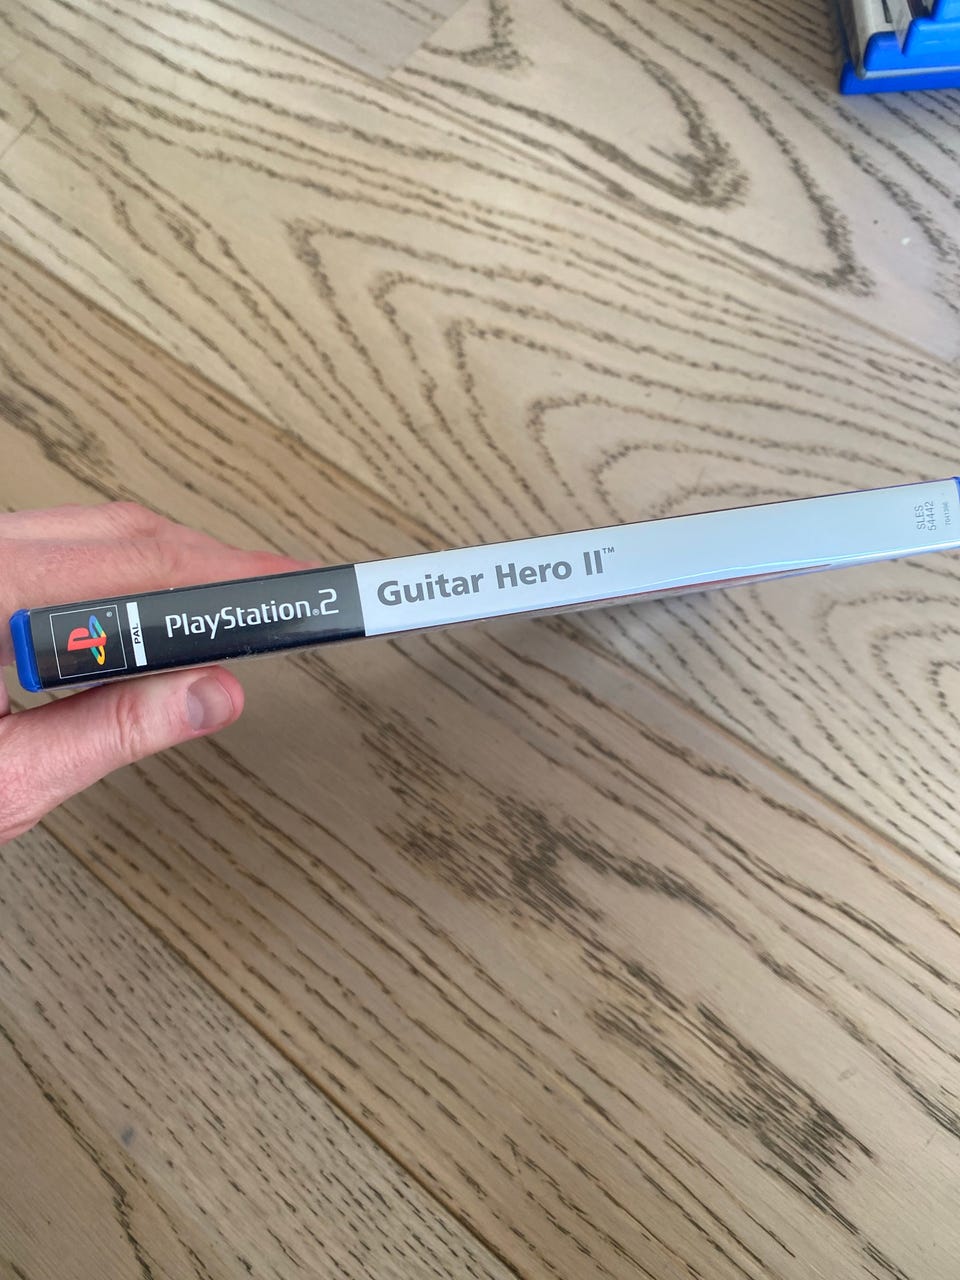 PAL
PlayStation®2
Guitar Hero II™
SLES
54442